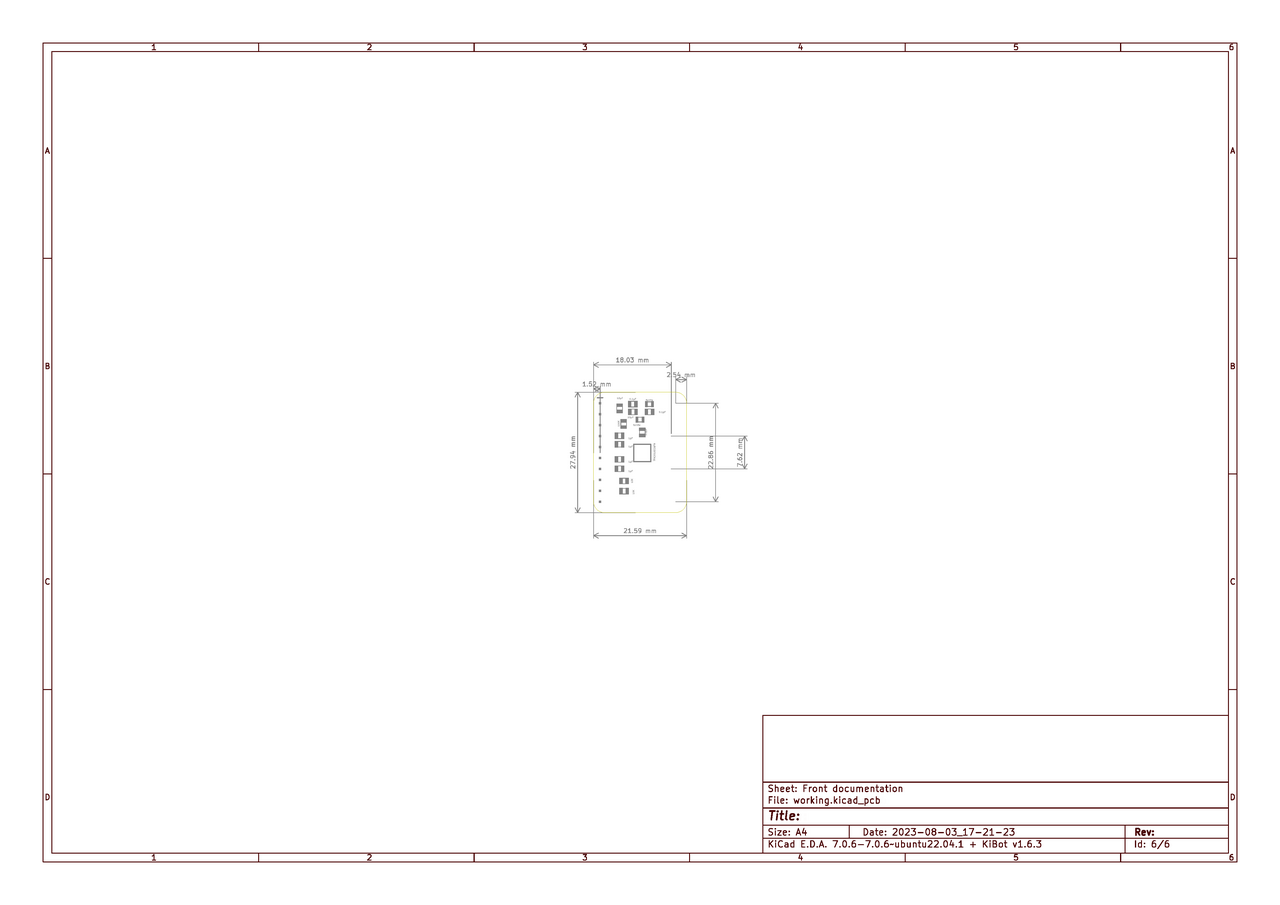 1 2 3 4 5 6
A A
B B
18.03 mm
2.54 mm
1.52 mm
27.94 mm
22.86 mm
7.62 mm
21.59 mm
C C
Sheet: Front documentation
File: working.kicad_pcb
D D
Title:
Size: A4 Date: 2023-08-03_17-21-23 Rev:
KiCad E.D.A. 7.0.6-7.0.6~ubuntu22.04.1 + KiBot v1.6.3 Id: 6/6
1 2 3 4 5 6